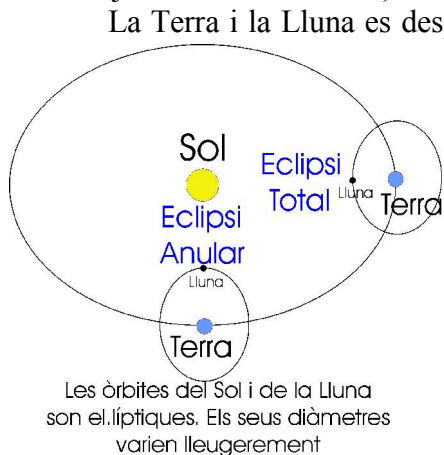 La Terra i la Lluna es des
Sol
Eclipsi
Total
Lluna
Terra
Eclipsi
Anular
Lluna
Terra
Les òrbites del Sol i de la Lluna
son el.líptiques. Els seus diàmetres
varien lleugerement